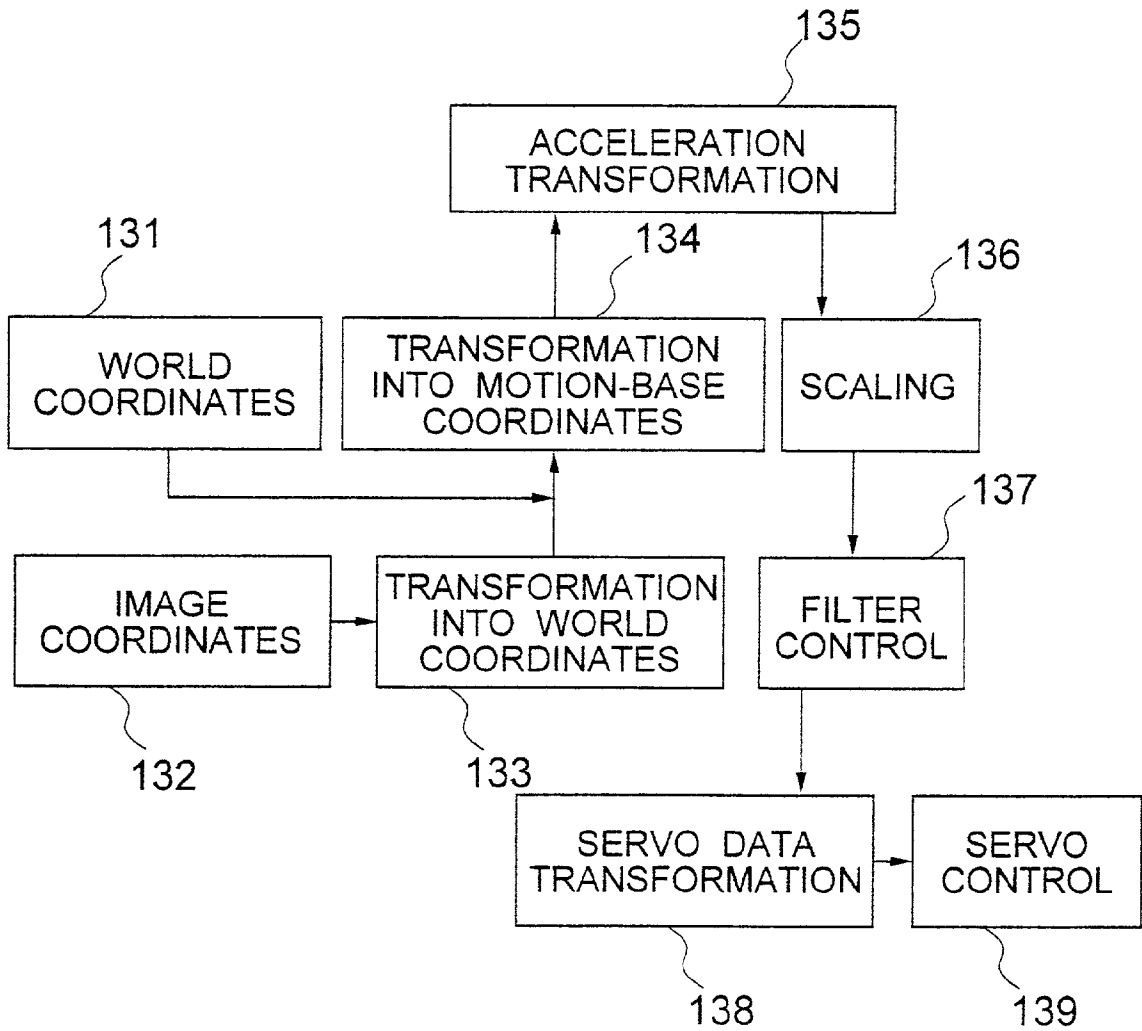 135
ACCELERATION
TRANSFORMATION
131
134
136
WORLD
COORDINATES
TRANSFORMATION
INTO MOTION-BASE
COORDINATES
SCALING
137
IMAGE
COORDINATES
TRANSFORMATION
INTO WORLD
COORDINATES
FILTER
CONTROL
132
133
SERVO DATA
TRANSFORMATION
SERVO
CONTROL
138
139